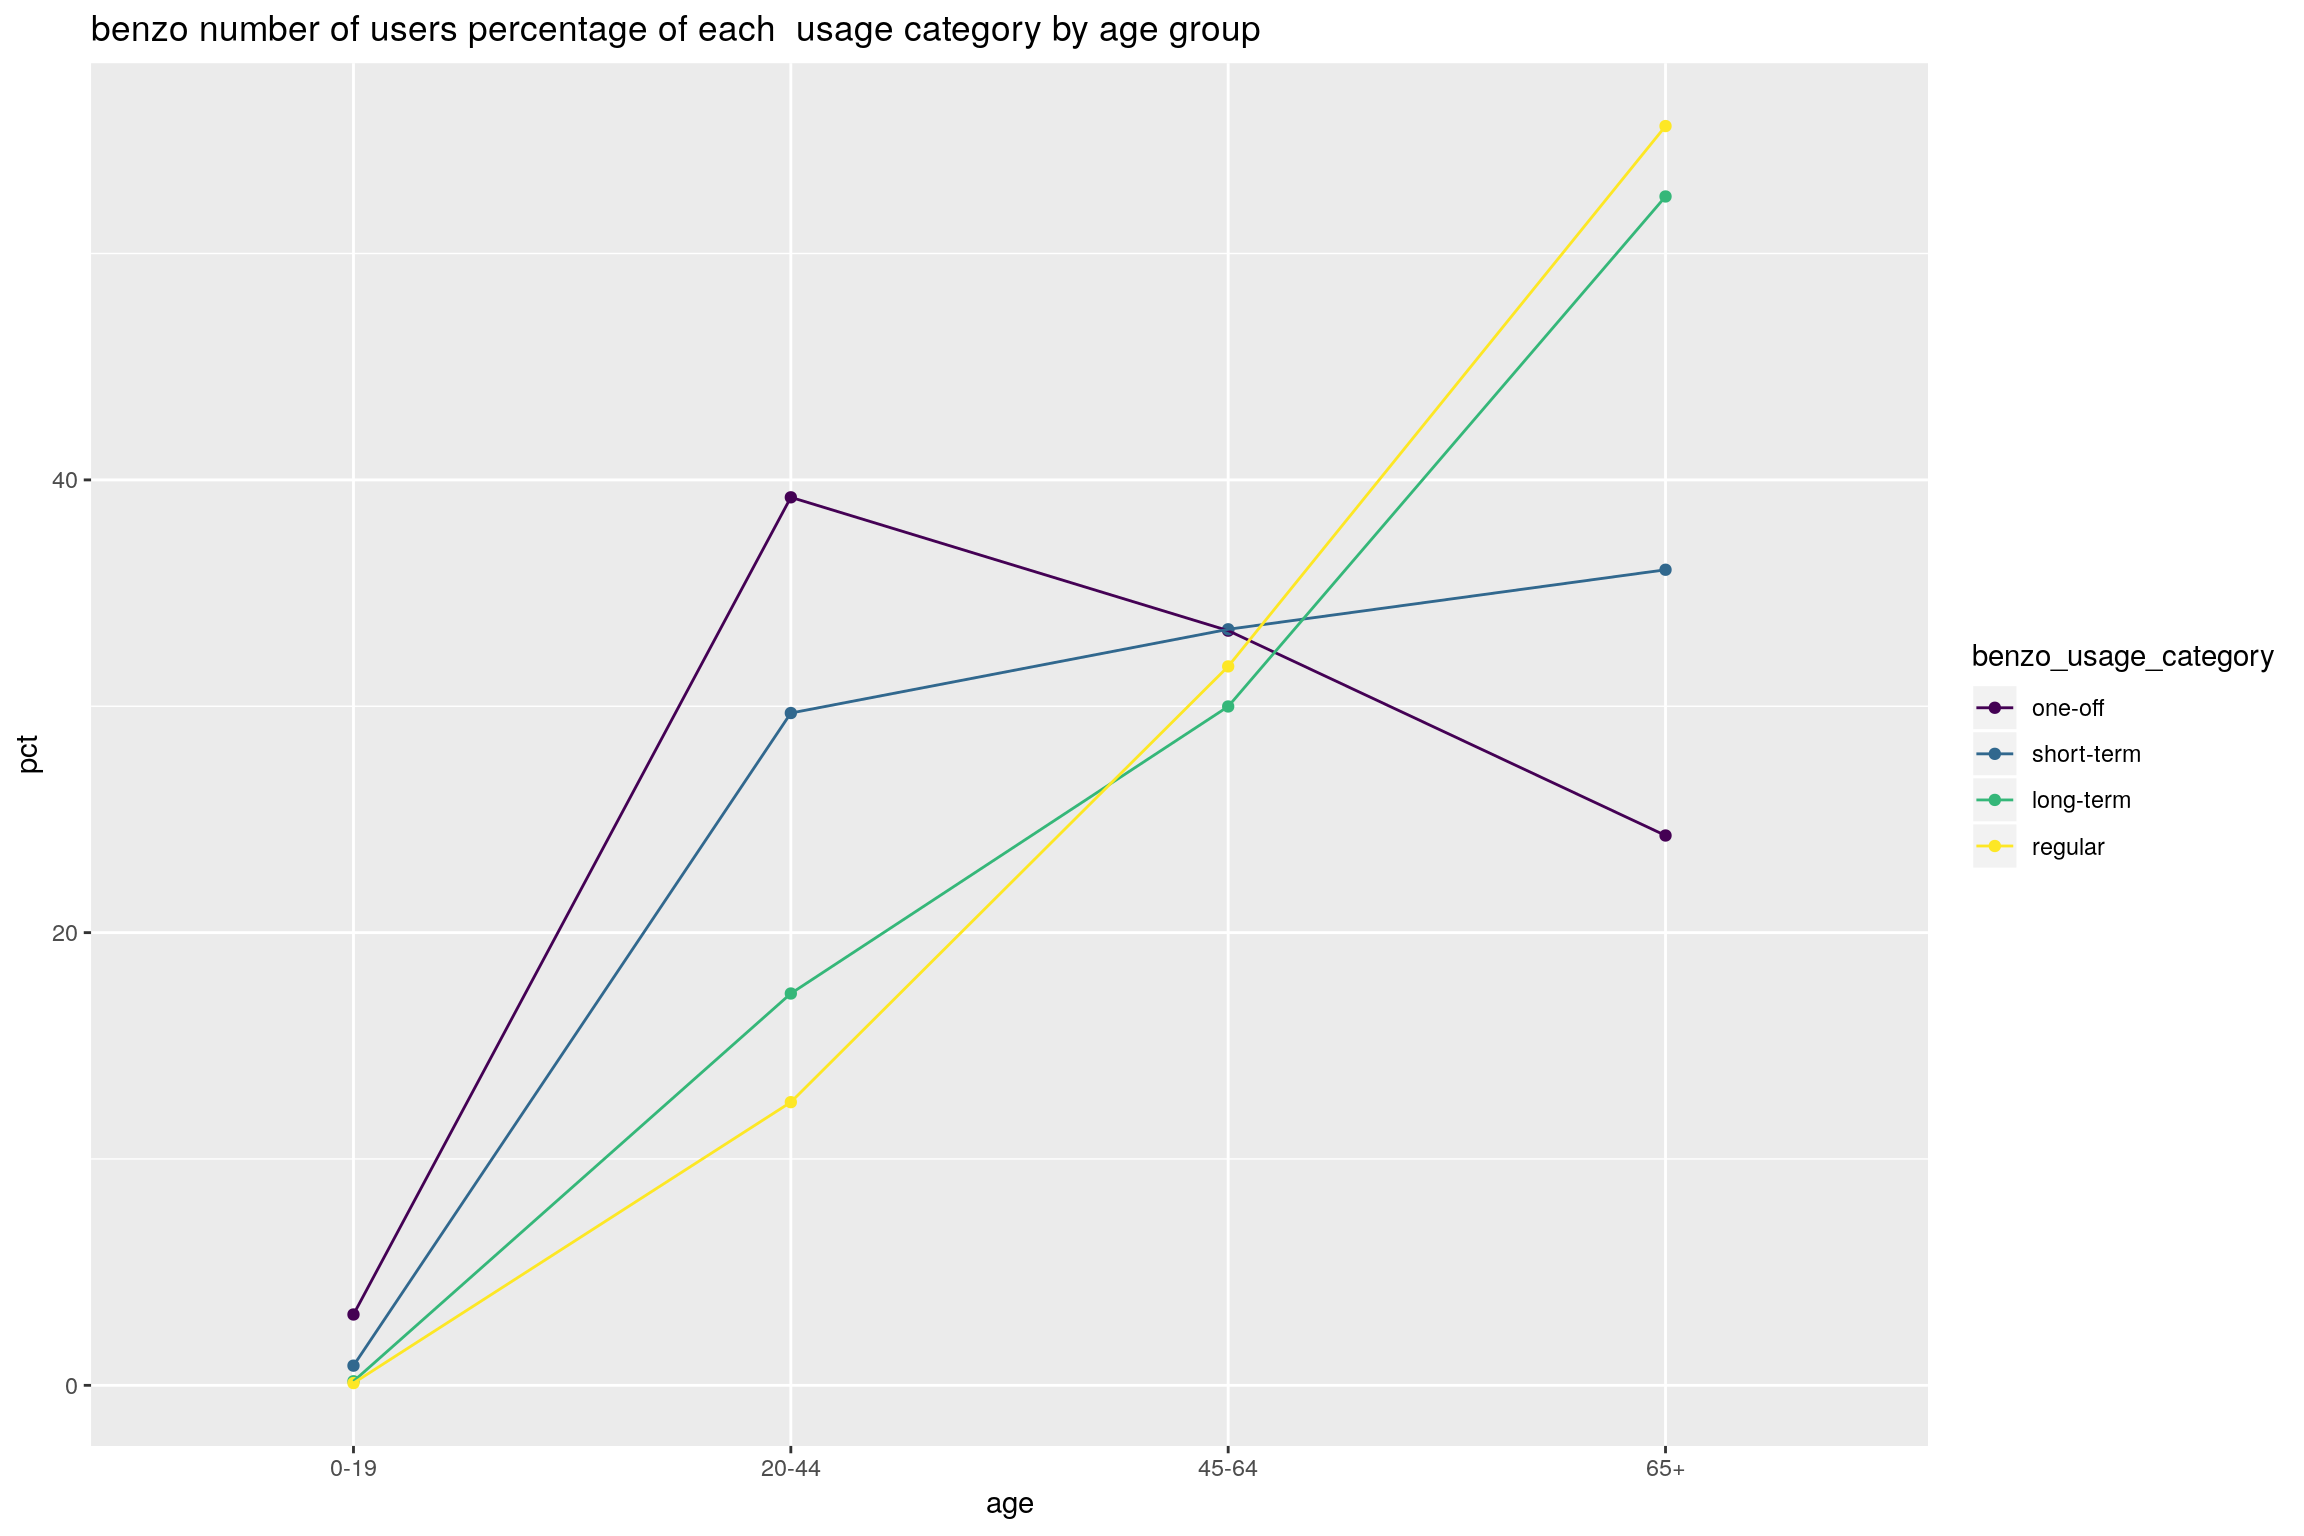 benzo number of users percentage of each  usage category by age group
pct
40
20
0
0-19
20-44
45-64
65+
age
benzo_usage_category
one-off
short-term
long-term
regular